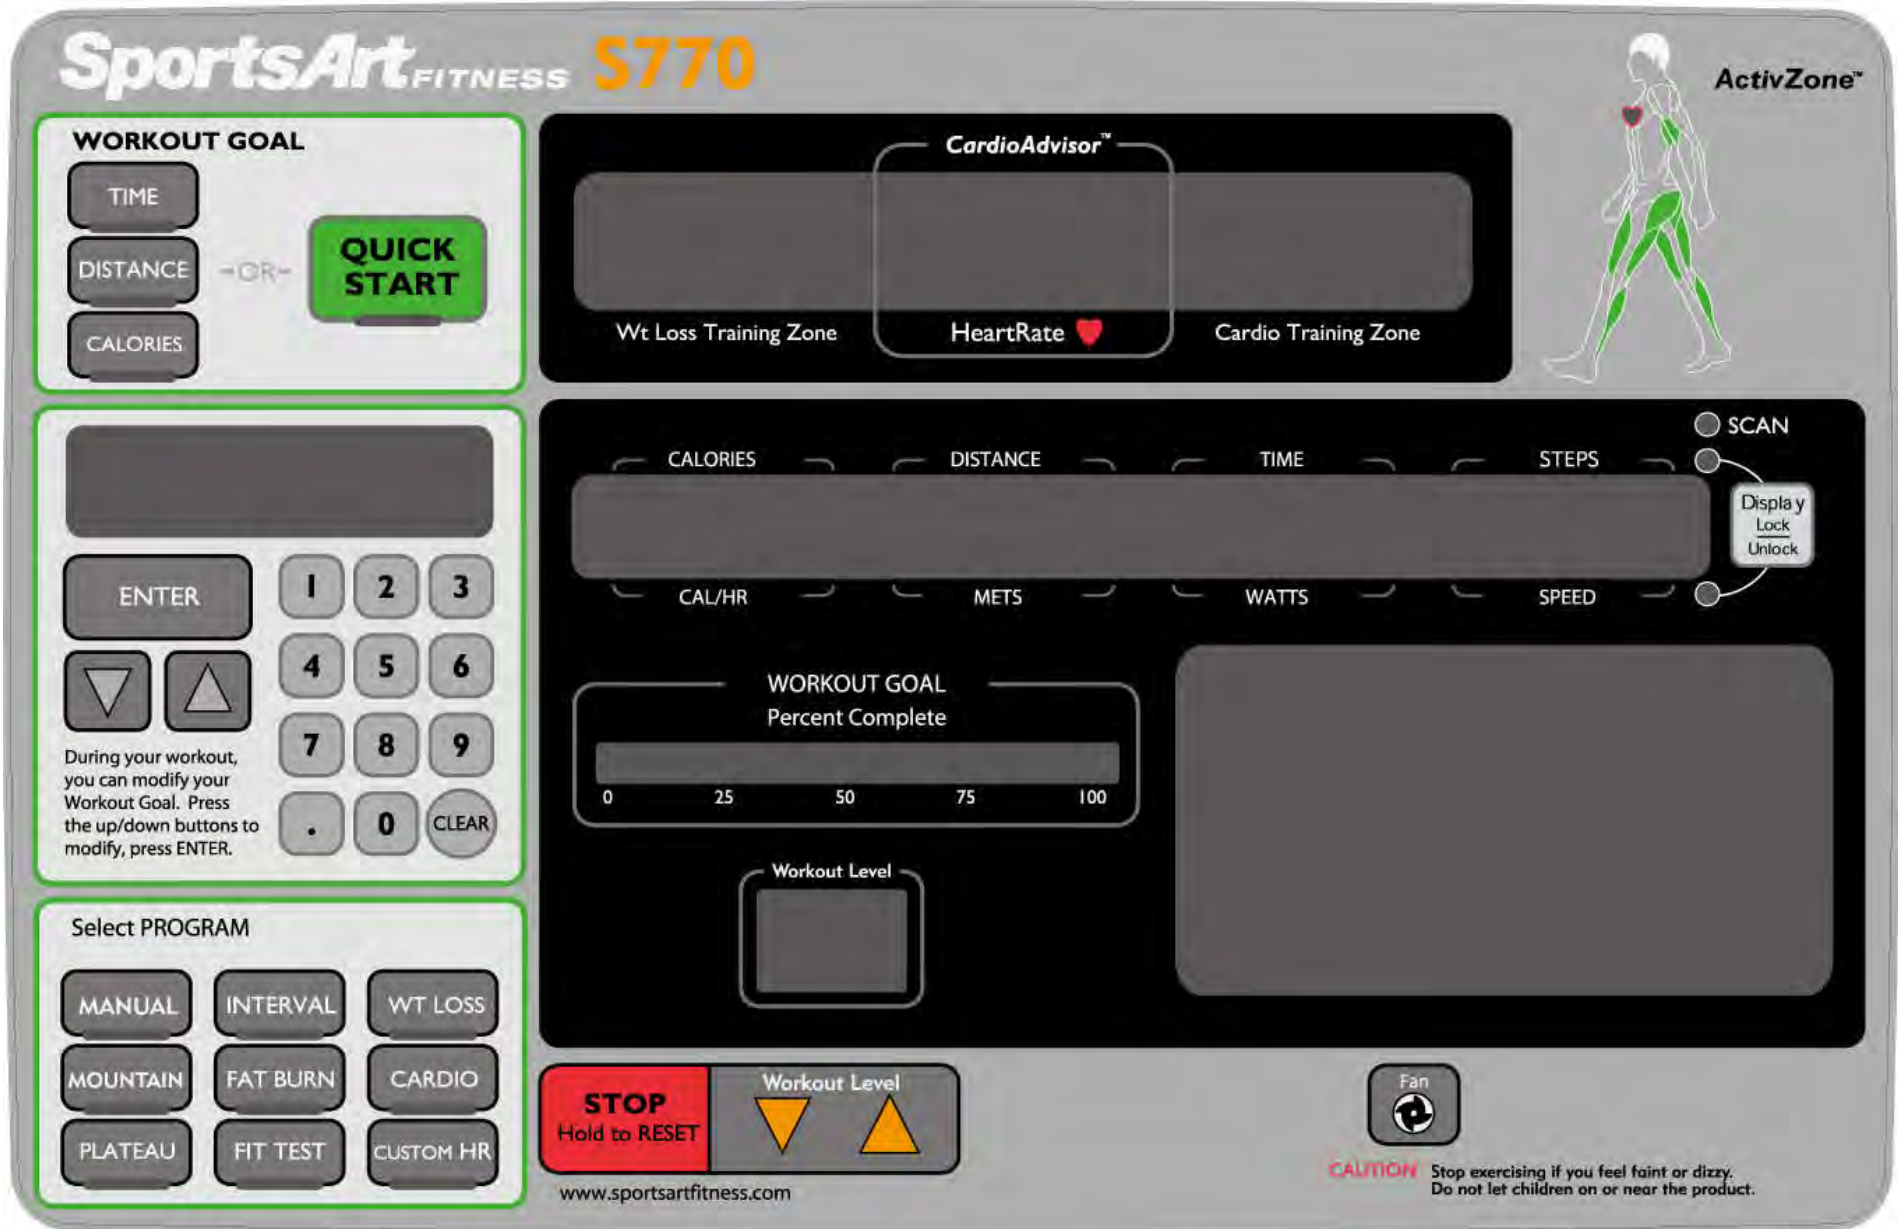 SportsArt FITNESS S770
ActivZone™
WORKOUT GOAL
TIME
DISTANCE
CALORIES
-OR-
QUICK
START
CardioAdvisor™
Wt Loss Training Zone
HeartRate
Cardio Training Zone
ENTER
1 2 3
4 5 6
7 8 9
. 0 CLEAR
During your workout,
you can modify your
Workout Goal. Press
the up/down buttons to
modify, press ENTER.
SCAN
CALORIES DISTANCE TIME STEPS
Display
Lock
Unlock
CAL/HR METS WATTS SPEED
WORKOUT GOAL
Percent Complete
0 25 50 75 100
Workout Level
Select PROGRAM
MANUAL INTERVAL WT LOSS
MOUNTAIN FAT BURN CARDIO
PLATEAU FIT TEST CUSTOM HR
STOP
Hold to RESET
Workout Level
Fan
www.sportsartfitness.com
CAUTION Stop exercising if you feel faint or dizzy.
Do not let children on or near the product.